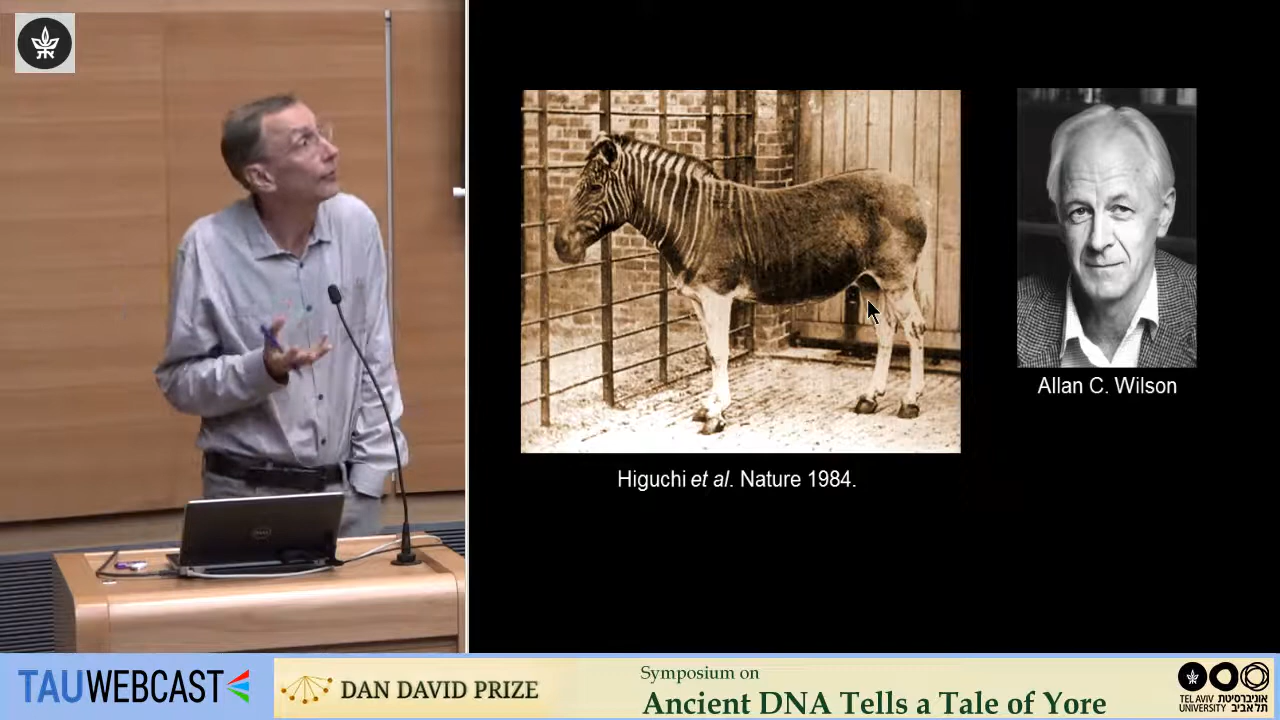 Allan C. Wilson
Higuchi et al. Nature 1984.
TAUWEBCAST
DAN DAVID PRIZE
Symposium on
Ancient DNA Tells a Tale of Yore
TEL AVIV אוניברסיטת
UNIVERSITY תל אביב